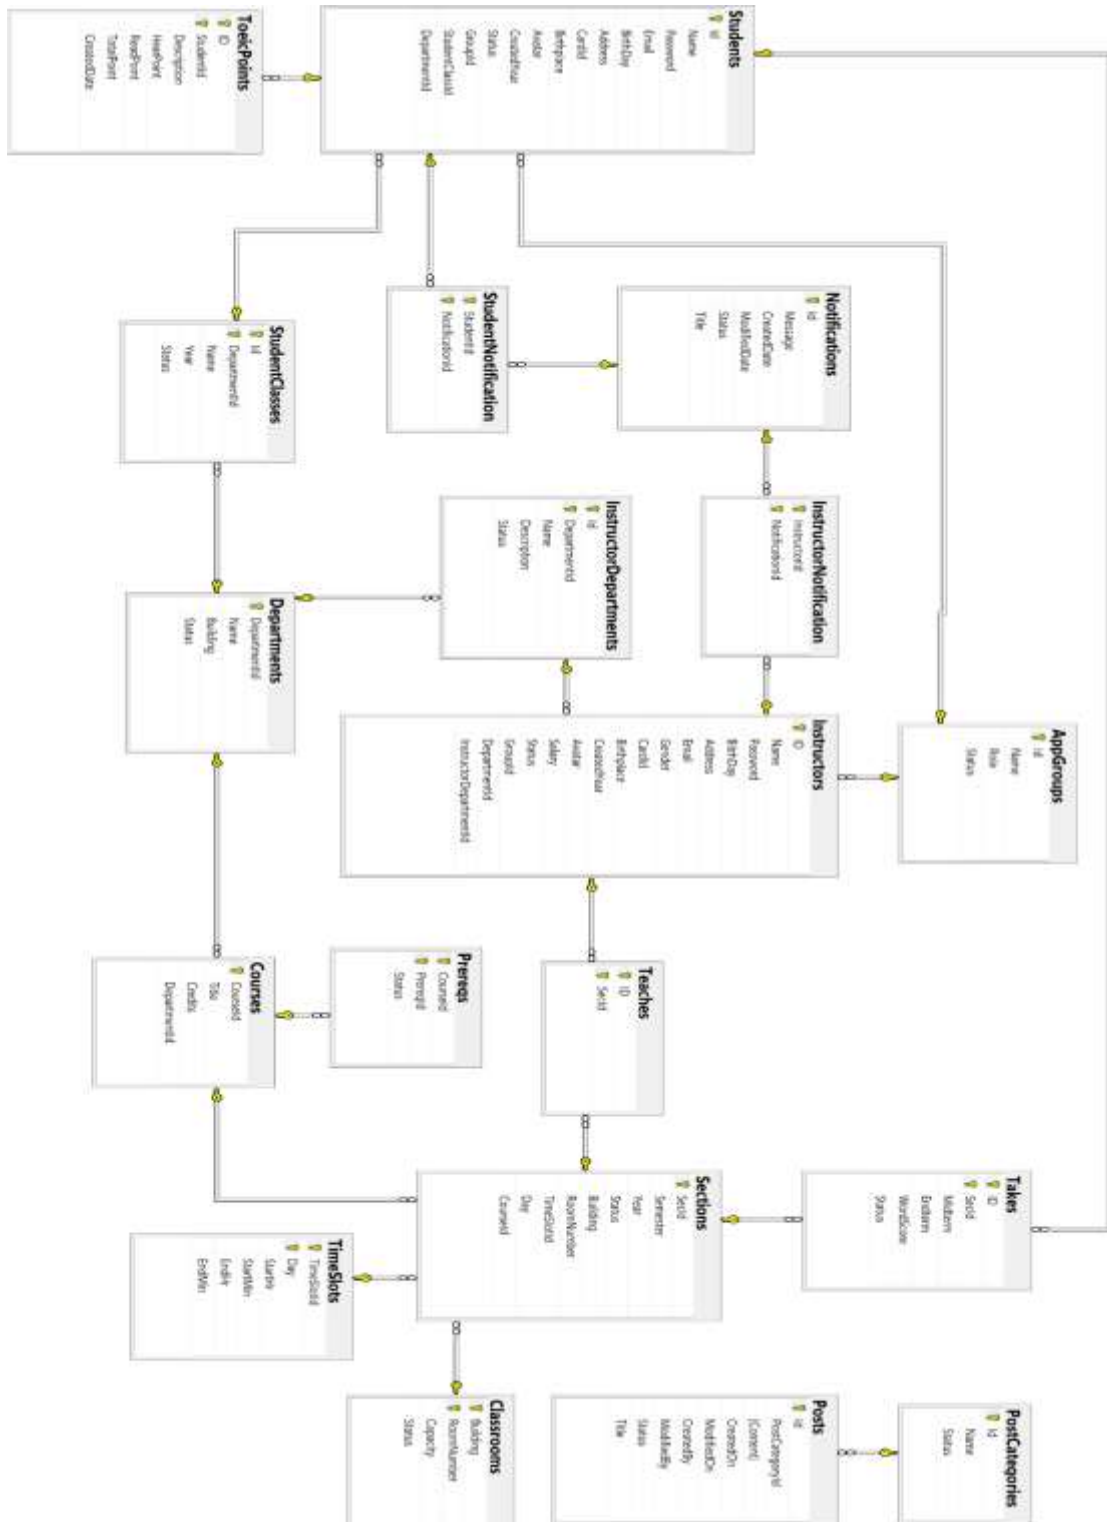 ToeicPoints
ID
StudentId
Description
HearPoint
ReadPoint
TotalPoint
CreatedDate
Students
Id
Name
Password
Email
BirthDay
Address
CardId
Birthplace
Avatar
CreatedYear
Status
GroupId
StudentClassId
DepartmentId
StudentClasses
Id
DepartmentId
Name
Year
Status
StudentNotification
StudentId
NotificationId
Notifications
Id
Message
CreatedDate
ModifiedDate
Status
Title
Departments
DepartmentId
Name
Building
Status
InstructorDepartments
Id
DepartmentId
Name
Description
Status
InstructorNotification
InstructorId
NotificationId
Instructors
ID
Name
Password
BirthDay
Address
Email
Gender
CardId
Birthplace
CreatedYear
Avatar
Salary
Status
GroupId
DepartmentId
InstructorDepartmentId
AppGroups
Id
Name
Role
Status
Courses
CourseId
Title
Credits
DepartmentId
Prereqs
CourseId
PrereqId
Status
Teaches
ID
SecId
Sections
SecId
Semester
Year
Status
Building
RoomNumber
TimeSlotId
Day
CourseId
Takes
ID
SecId
Midterm
Endterm
WordScore
Status
TimeSlots
TimeSlotId
Day
StartHr
StartMin
EndHr
EndMin
Classrooms
Building
RoomNumber
Capacity
Status
Posts
Id
PostCategoryId
[Content]
CreatedOn
ModifiedOn
CreatedBy
ModifiedBy
Status
Title
PostCategories
Id
Name
Status